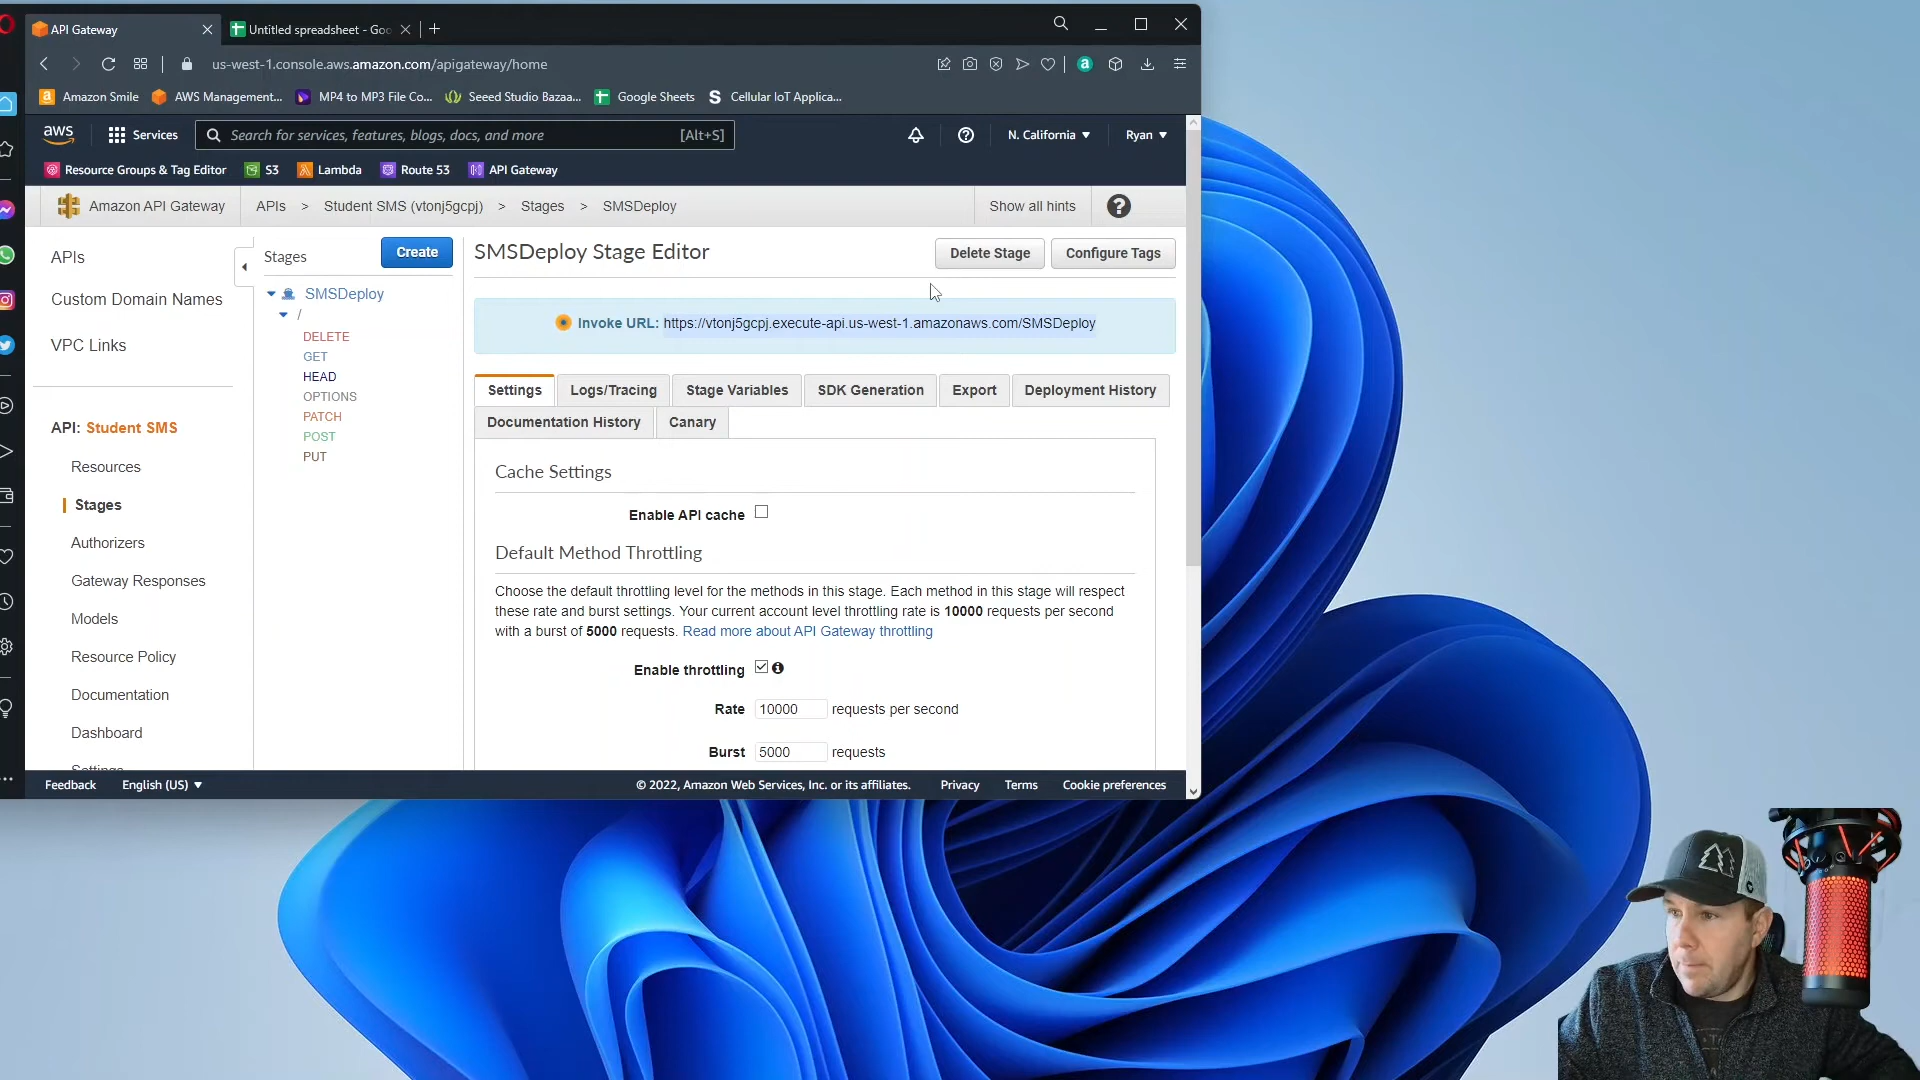 API Gateway
Untitled spreadsheet - Goo
us-west-1.console.aws.amazon.com/apigateway/home
a
Amazon Smile
AWS Management...
MP4 to MP3 File Co...
Seeed Studio Bazaa...
Google Sheets
Cellular IoT Applica...
aws
Services
Search for services, features, blogs, docs, and more
[Alt+S]
N. California
Ryan
Resource Groups & Tag Editor
S3
Lambda
Route 53
API Gateway
Amazon API Gateway
APIs > Student SMS (vtonj5gcpj) > Stages > SMSDeploy
Show all hints
APIs
Custom Domain Names
VPC Links
API: Student SMS
Resources
Stages
Authorizers
Gateway Responses
Models
Resource Policy
Documentation
Dashboard
Settings
Stages
Create
SMSDeploy
/
DELETE
GET
HEAD
OPTIONS
PATCH
POST
PUT
SMSDeploy Stage Editor
Delete Stage
Configure Tags
Invoke URL: https://vtonj5gcpj.execute-api.us-west-1.amazonaws.com/SMSDeploy
Settings
Logs/Tracing
Stage Variables
SDK Generation
Export
Deployment History
Documentation History
Canary
Cache Settings
Enable API cache
Default Method Throttling
Choose the default throttling level for the methods in this stage. Each method in this stage will respect
these rate and burst settings. Your current account level throttling rate is 10000 requests per second
with a burst of 5000 requests. Read more about API Gateway throttling
Enable throttling
Rate 10000 requests per second
Burst 5000 requests
Feedback
English (US)
© 2022, Amazon Web Services, Inc. or its affiliates.
Privacy
Terms
Cookie preferences